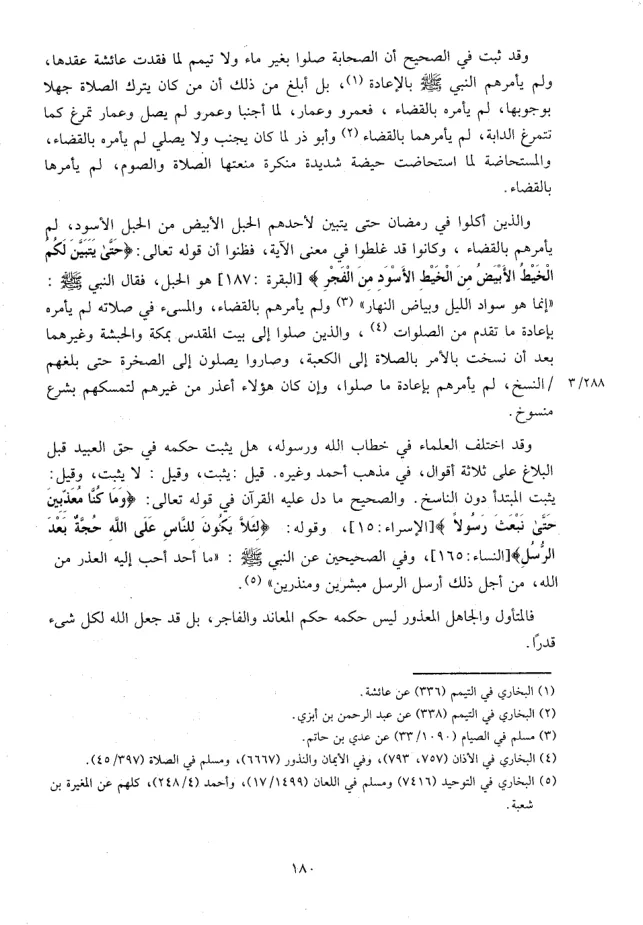 وقد ثبت في الصحيح أن الصحابة صلوا بغير ماء ولا تيمم لما فقدت عائشة عقدها،
ولم يأمرهم النبي ﷺ بالإعادة (١)، بل أبلغ من ذلك أن من كان يترك الصلاة جهلا
بوجوبها، لم يأمره بالقضاء ، فعمرو وعمار، لما أجنبا وعمرو لم يصل وعمار تمرغ كما
تتمرغ الدابة، لم يأمرهما بالقضاء (٢) وأبو ذر لما كان يجنب ولا يصلي لم يأمره بالقضاء،
والمستحاضة لما استحاضت حيضة شديدة منكرة منعتها الصلاة والصوم، لم يأمرها
بالقضاء.
والذين أكلوا في رمضان حتى يتبين لأحدهم الحبل الأبيض من الحبل الأسود، لم
يأمرهم بالقضاء ، وكانوا قد غلطوا في معنى الآية، فظنوا أن قوله تعالى: ﴿حَتَّىٰ يَتَبَيَّنَ لَكُمُ
الْخَيْطُ الأَبْيَضُ مِنَ الْخَيْطِ الأَسْوَدِ مِنَ الْفَجْرِ ﴾ [البقرة :١٨٧] هو الحبل، فقال النبي ﷺ :
«إنما هو سواد الليل وبياض النهار» (٣) ولم يأمرهم بالقضاء، والمسىء في صلاته لم يأمره
بإعادة ما تقدم من الصلوات (٤) ، والذين صلوا إلى بيت المقدس بمكة والحبشة وغيرهما
بعد أن نسخت بالأمر بالصلاة إلى الكعبة، وصاروا يصلون إلى الصخرة حتى بلغهم
٣/٢٨٨ / النسخ، لم يأمرهم بإعادة ما صلوا، وإن كان هؤلاء أعذر من غيرهم لتمسكهم بشرع
منسوخ.
وقد اختلف العلماء في خطاب الله ورسوله، هل يثبت حكمه في حق العبيد قبل
البلاغ على ثلاثة أقوال، في مذهب أحمد وغيره. قيل :يثبت، وقيل : لا يثبت، وقيل:
يثبت المبتدأ دون الناسخ. والصحيح ما دل عليه القرآن في قوله تعالى: ﴿وَمَا كُنَّا مُعَذِّبِينَ
حَتَّىٰ نَبْعَثَ رَسُولاً ﴾[الإسراء:١٥]، وقوله: ﴿لِئَلاَّ يَكُونَ لِلنَّاسِ عَلَى اللَّهِ حُجَّةٌ بَعْدَ
الرُّسُلِ﴾[النساء:١٦٥]، وفي الصحيحين عن النبي ﷺ : «ما أحد أحب إليه العذر من
الله، من أجل ذلك أرسل الرسل مبشرين ومنذرين» (٥).
فالمتأول والجاهل المعذور ليس حكمه حكم المعاند والفاجر، بل قد جعل الله لكل شىء
قدرًا.
(١) البخاري في التيمم (٣٣٦) عن عائشة.
(٢) البخاري في التيمم (٣٣٨) عن عبد الرحمن بن أبزي.
(٣) مسلم في الصيام (٣٣/١٠٩٠) عن عدي بن حاتم.
(٤) البخاري في الأذان (٧٥٧، ٧٩٣)، وفي الأيمان والنذور (٦٦٦٧)، ومسلم في الصلاة (٤٥/٣٩٧).
(٥) البخاري في التوحيد (٧٤١٦) ومسلم في اللعان (١٧/١٤٩٩)، وأحمد (٢٤٨/٤)، كلهم عن المغيرة بن
شعبة.
١٨٠